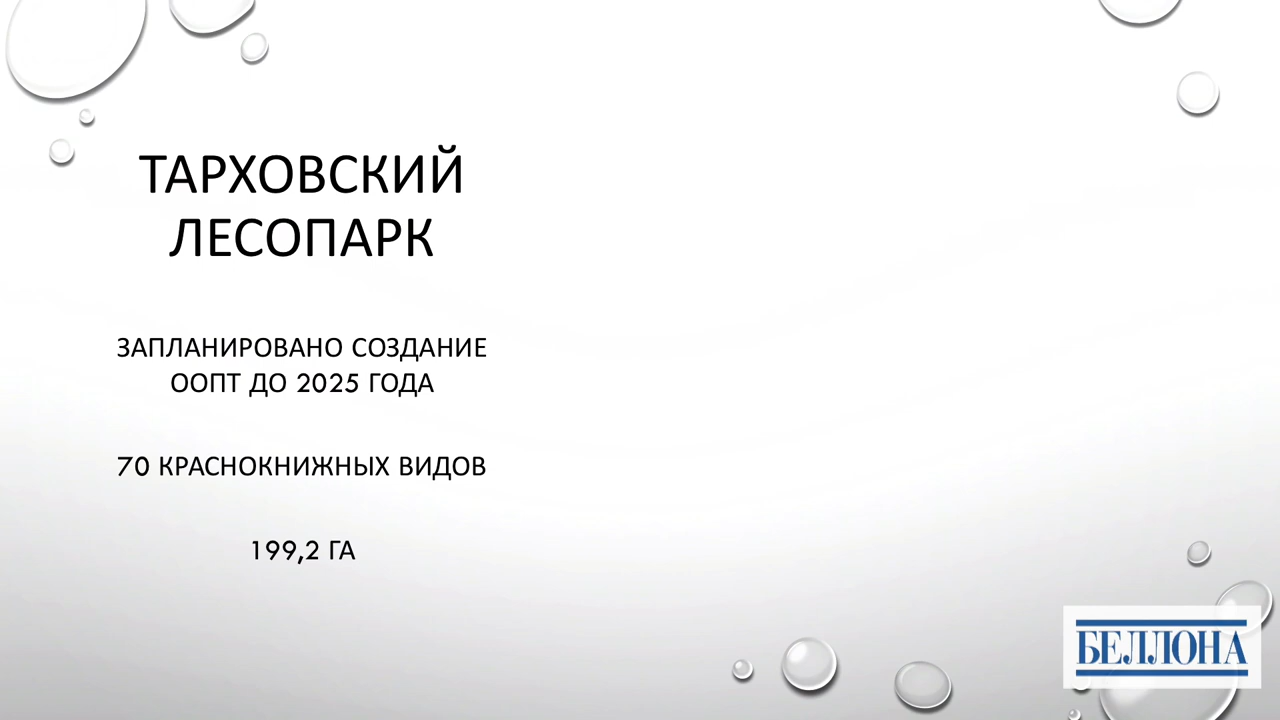 ТАРХОВСКИЙ
ЛЕСОПАРК
ЗАПЛАНИРОВАНО СОЗДАНИЕ
ООПТ ДО 2025 ГОДА
70 КРАСНОКНИЖНЫХ ВИДОВ
199,2 ГА
БЕЛЛОНА